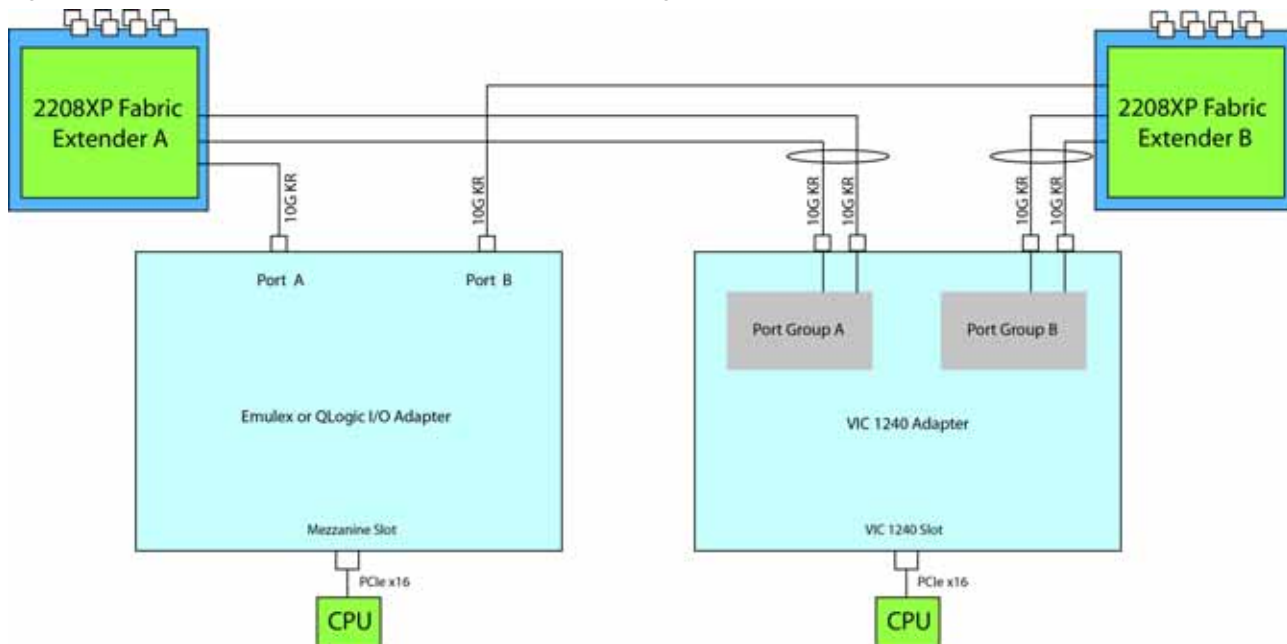 2208XP Fabric
Extender A
2208XP Fabric
Extender B
10G KR
10G KR
10G KR
10G KR
10G KR
10G KR
Port A
Port B
Port Group A
Port Group B
Emulex or QLogic I/O Adapter
VIC 1240 Adapter
Mezzanine Slot
VIC 1240 Slot
PCIe x16
PCIe x16
CPU
CPU